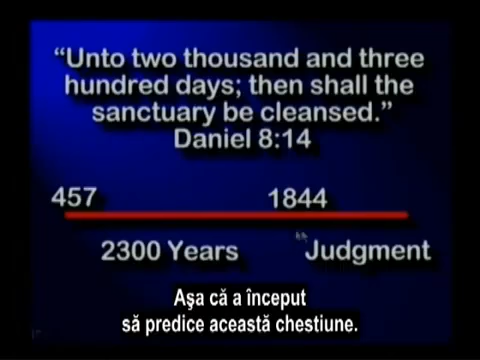 “Unto two thousand and three
hundred days; then shall the
sanctuary be cleansed.”
Daniel 8:14
457 1844
2300 Years Judgment
Aşa că a început
să predice această chestiune.